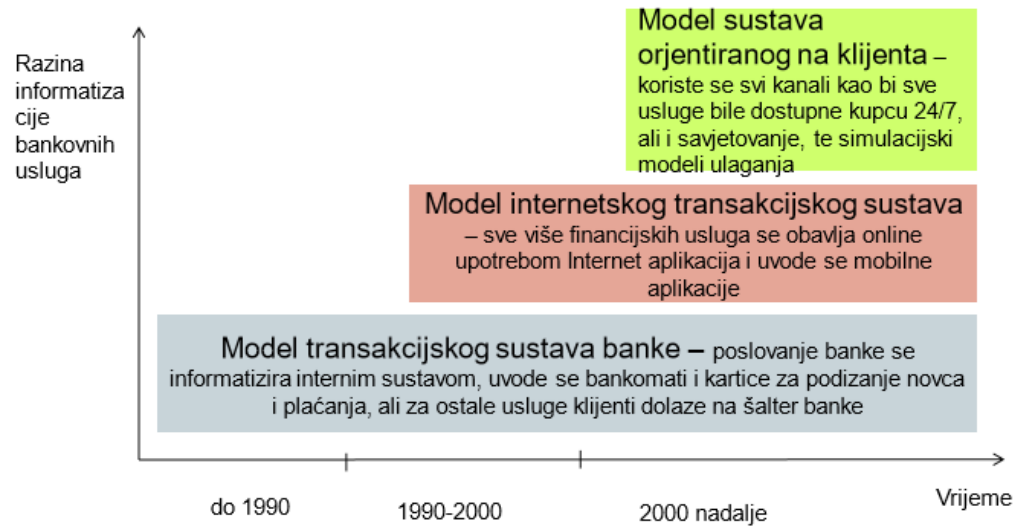 Razina
informatiza
cije
bankovnih
usluga
Model sustava
orjentiranog na klijenta –
koriste se svi kanali kao bi sve
usluge bile dostupne kupcu 24/7,
ali i savjetovanje, te simulacijski
modeli ulaganja
Model internetskog transakcijskog sustava
– sve više financijskih usluga se obavlja online
upotrebom Internet aplikacija i uvode se mobilne
aplikacije
Model transakcijskog sustava banke – poslovanje banke se
informatizira internim sustavom, uvode se bankomati i kartice za podizanje novca
i plaćanja, ali za ostale usluge klijenti dolaze na šalter banke
do 1990
1990-2000
2000 nadalje
Vrijeme